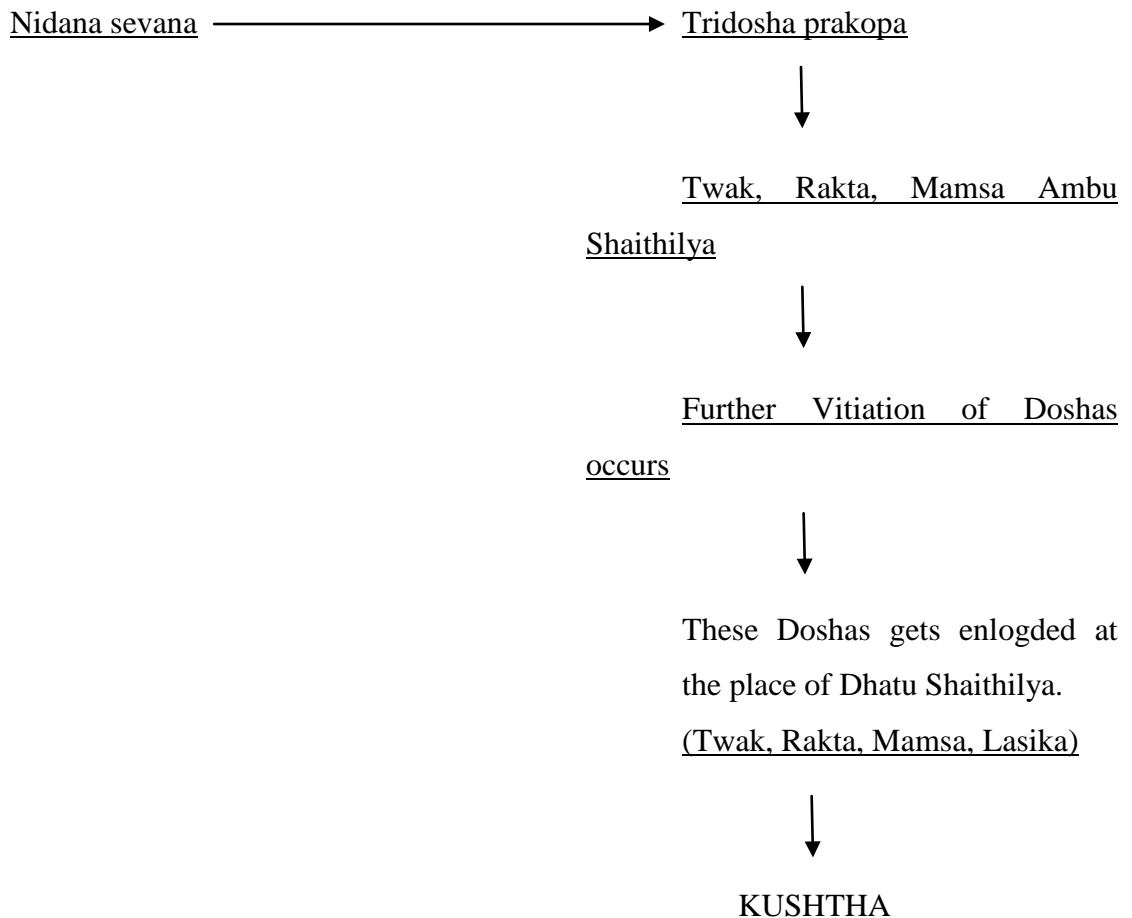 Nidana sevana Tridosha prakopa
Twak, Rakta, Mamsa Ambu
Shaithilya
Further Vitiation of Doshas
occurs
These Doshas gets enlogded at
the place of Dhatu Shaithilya.
(Twak, Rakta, Mamsa, Lasika)
KUSHTHA